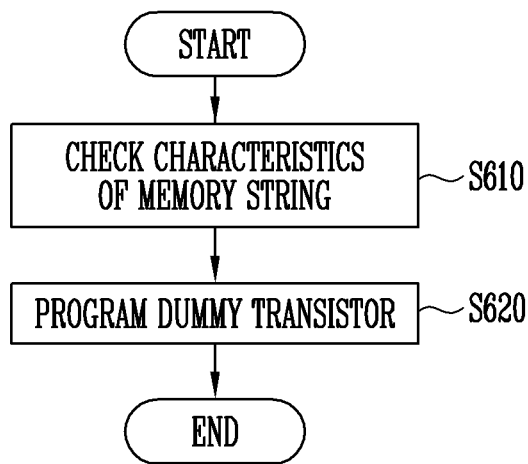 START
CHECK CHARACTERISTICS
OF MEMORY STRING
S610
PROGRAM DUMMY TRANSISTOR
S620
END